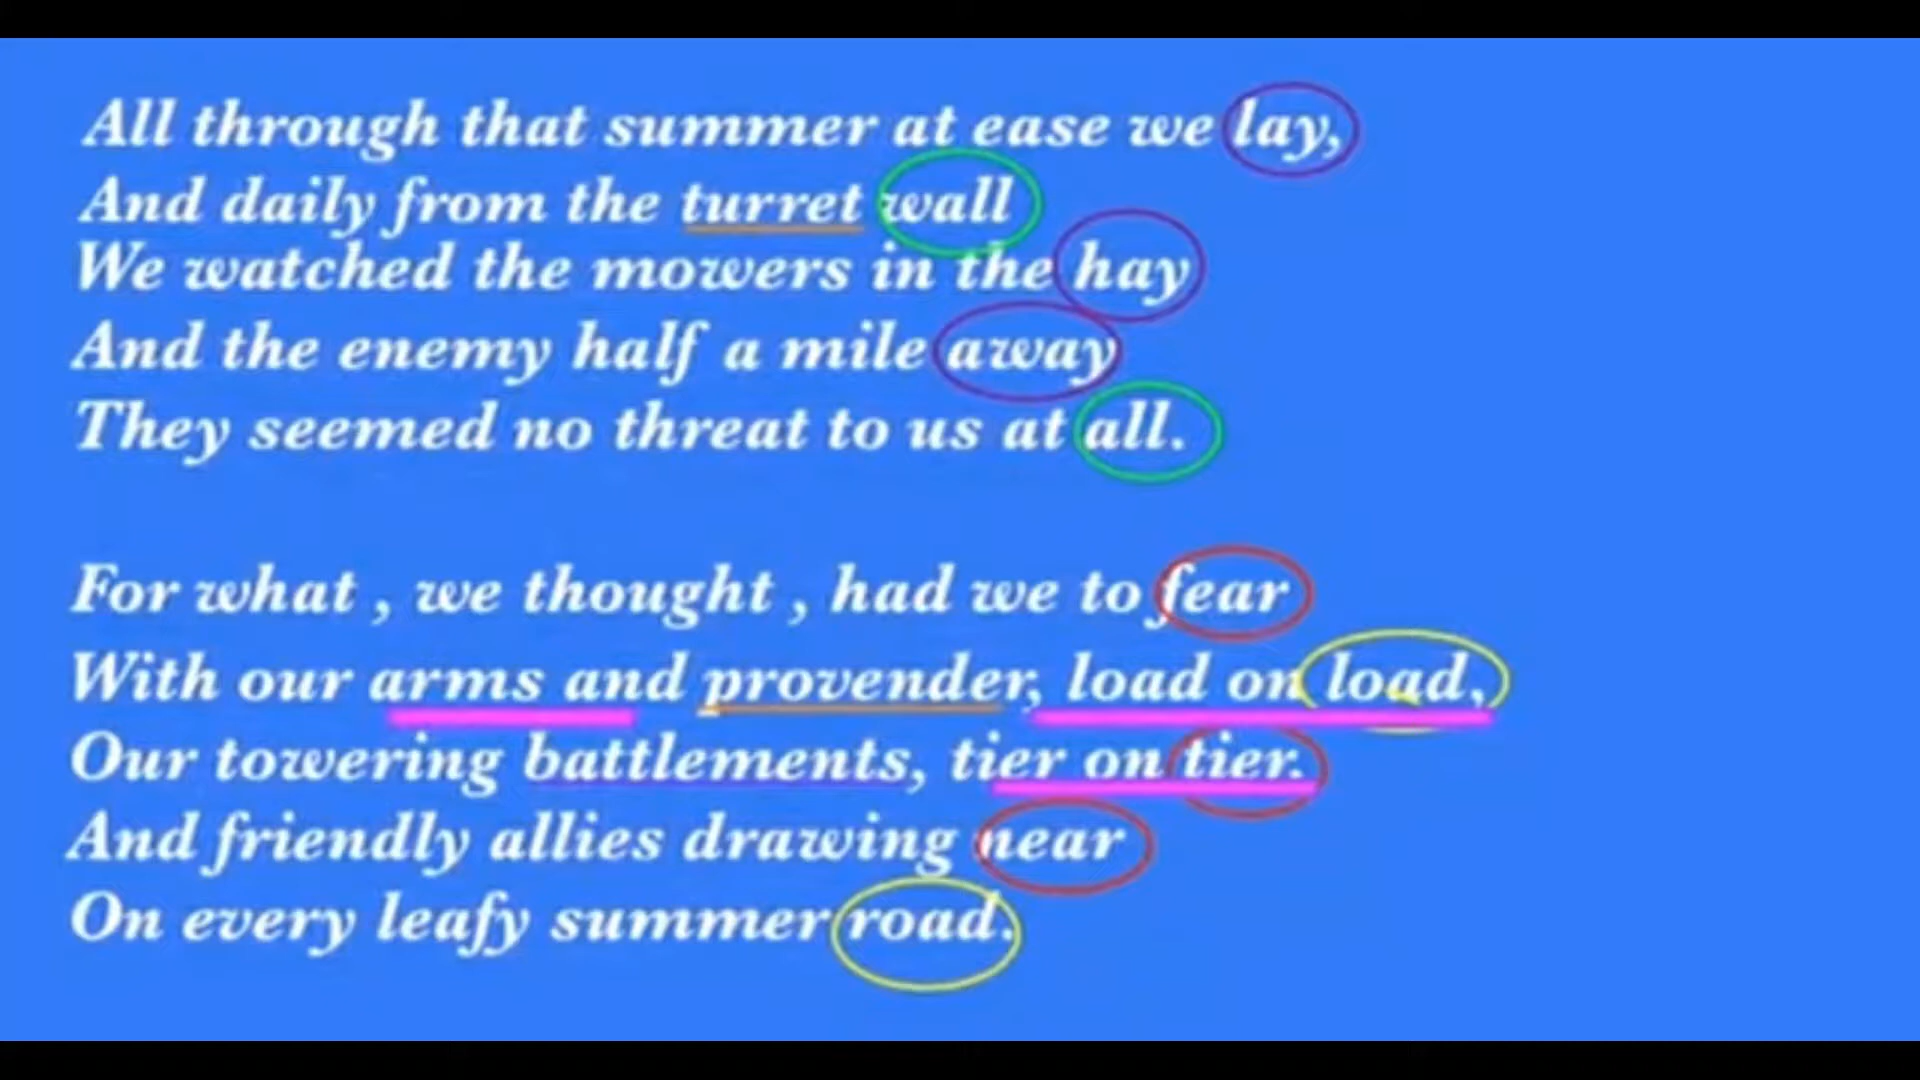 All through that summer at ease we lay,
And daily from the turret wall
We watched the mowers in the hay
And the enemy half a mile away
They seemed no threat to us at all.
For what , we thought , had we to fear
With our arms and provender, load on load,
Our towering battlements, tier on tier.
And friendly allies drawing near
On every leafy summer road.